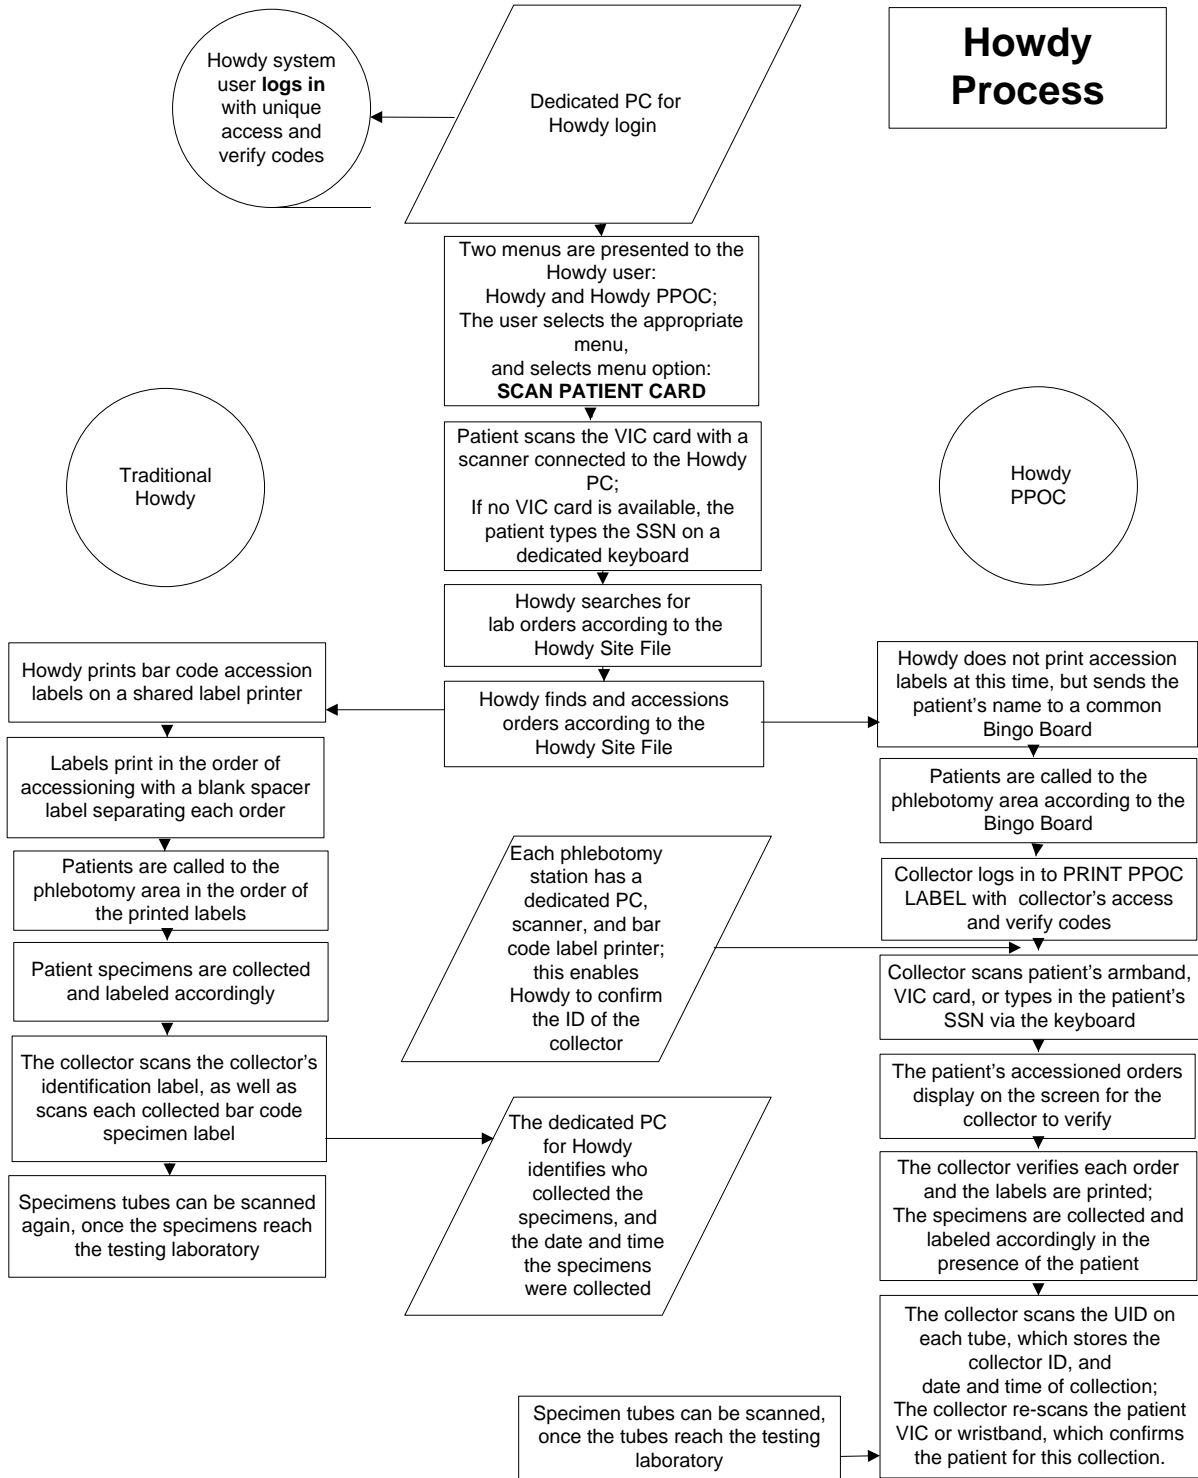 Howdy
Process
Howdy system
user logs in
with unique
access and
verify codes
Dedicated PC for
Howdy login
Two menus are presented to the
Howdy user:
Howdy and Howdy PPOC;
The user selects the appropriate
menu,
and selects menu option:
SCAN PATIENT CARD
Patient scans the VIC card with a
scanner connected to the Howdy
PC;
If no VIC card is available, the
patient types the SSN on a
dedicated keyboard
Howdy searches for
lab orders according to the
Howdy Site File
Howdy finds and accessions
orders according to the
Howdy Site File
Traditional
Howdy
Howdy prints bar code accession
labels on a shared label printer
Labels print in the order of
accessioning with a blank spacer
label separating each order
Patients are called to the
phlebotomy area in the order of
the printed labels
Patient specimens are collected
and labeled accordingly
The collector scans the collector’s
identification label, as well as
scans each collected bar code
specimen label
Specimens tubes can be scanned
again, once the specimens reach
the testing laboratory
Each phlebotomy
station has a
dedicated PC,
scanner, and bar
code label printer;
this enables
Howdy to confirm
the ID of the
collector
The dedicated PC
for Howdy
identifies who
collected the
specimens, and
the date and time
the specimens
were collected
Howdy
PPOC
Howdy does not print accession
labels at this time, but sends the
patient’s name to a common
Bingo Board
Patients are called to the
phlebotomy area according to the
Bingo Board
Collector logs in to PRINT PPOC
LABEL with collector’s access
and verify codes
Collector scans patient’s armband,
VIC card, or types in the patient’s
SSN via the keyboard
The patient’s accessioned orders
display on the screen for the
collector to verify
The collector verifies each order
and the labels are printed;
The specimens are collected and
labeled accordingly in the
presence of the patient
The collector scans the UID on
each tube, which stores the
collector ID, and
date and time of collection;
The collector re-scans the patient
VIC or wristband, which confirms
the patient for this collection.
Specimen tubes can be scanned,
once the tubes reach the testing
laboratory